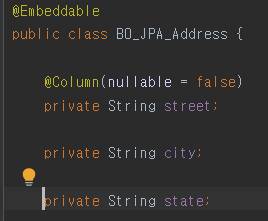 @Embeddable
public class BO_JPA_Address {
@Column(nullable = false)
private String street;
private String city;
private String state;